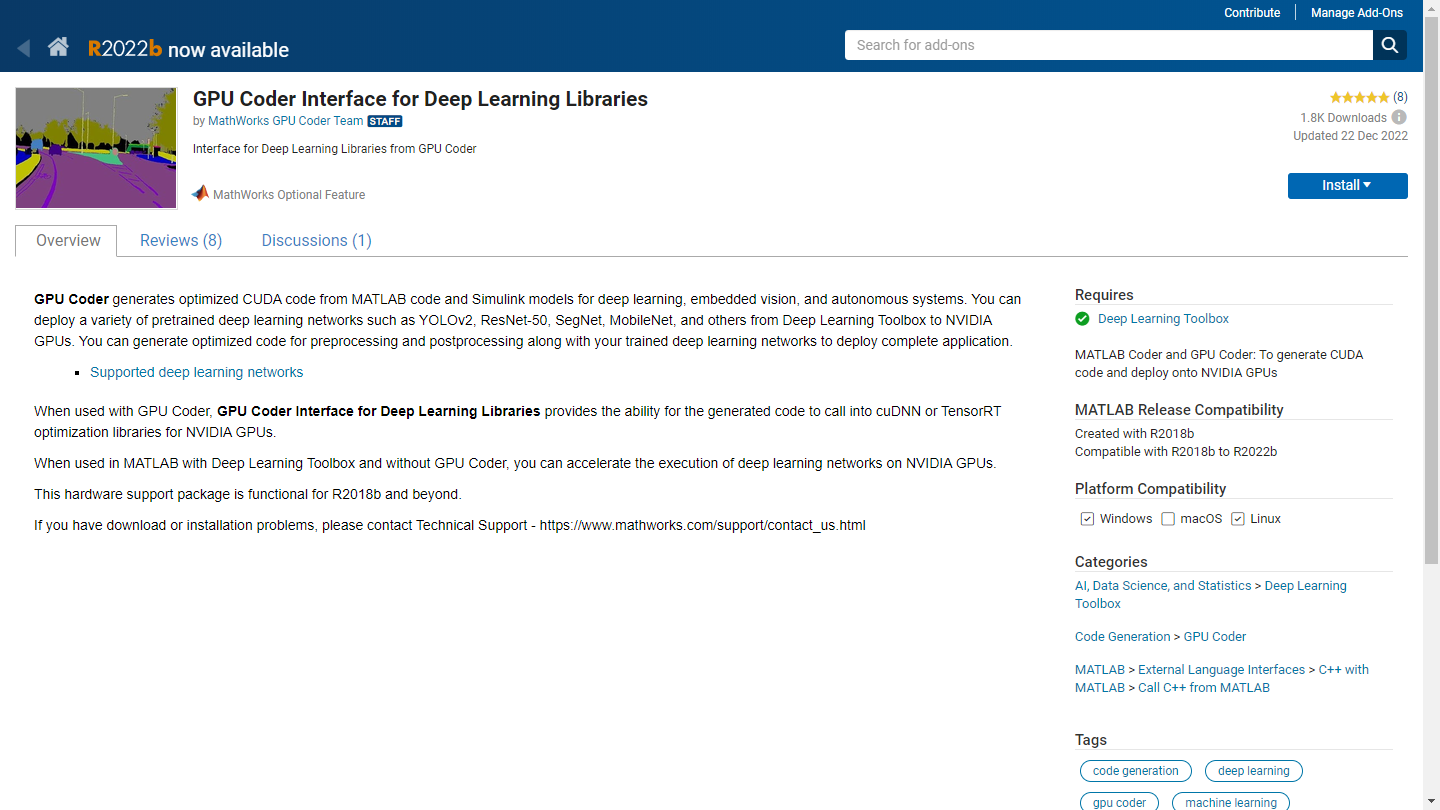 Contribute
Manage Add-Ons
R2022b now available
Search for add-ons
GPU Coder Interface for Deep Learning Libraries
by MathWorks GPU Coder Team STAFF
Interface for Deep Learning Libraries from GPU Coder
MathWorks Optional Feature
(8)
1.8K Downloads
Updated 22 Dec 2022
Install
Overview
Reviews (8)
Discussions (1)
GPU Coder generates optimized CUDA code from MATLAB code and Simulink models for deep learning, embedded vision, and autonomous systems. You can
deploy a variety of pretrained deep learning networks such as YOLOv2, ResNet-50, SegNet, MobileNet, and others from Deep Learning Toolbox to NVIDIA
GPUs. You can generate optimized code for preprocessing and postprocessing along with your trained deep learning networks to deploy complete application.
Supported deep learning networks
When used with GPU Coder, GPU Coder Interface for Deep Learning Libraries provides the ability for the generated code to call into cuDNN or TensorRT
optimization libraries for NVIDIA GPUs.
When used in MATLAB with Deep Learning Toolbox and without GPU Coder, you can accelerate the execution of deep learning networks on NVIDIA GPUs.
This hardware support package is functional for R2018b and beyond.
If you have download or installation problems, please contact Technical Support - https://www.mathworks.com/support/contact_us.html
Requires
Deep Learning Toolbox
MATLAB Coder and GPU Coder: To generate CUDA
code and deploy onto NVIDIA GPUs
MATLAB Release Compatibility
Created with R2018b
Compatible with R2018b to R2022b
Platform Compatibility
Windows macOS Linux
Categories
AI, Data Science, and Statistics > Deep Learning
Toolbox
Code Generation > GPU Coder
MATLAB > External Language Interfaces > C++ with
MATLAB > Call C++ from MATLAB
Tags
code generation
deep learning
gpu coder
machine learning